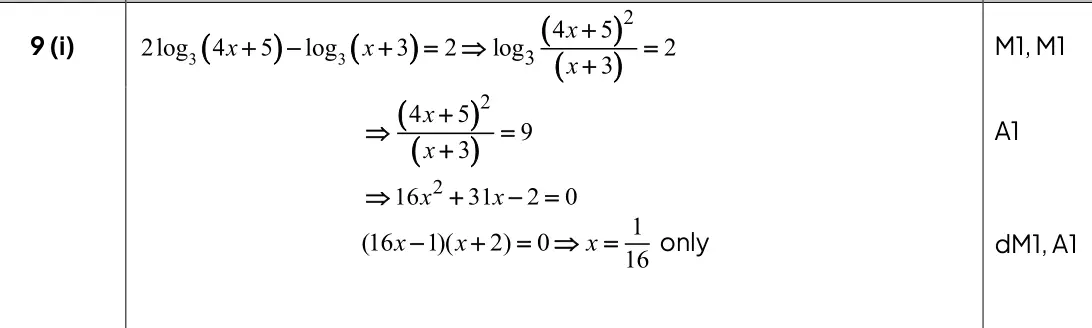 9 (i) 2log₃(4x+5)−log₃(x+3)=2⇒log₃ (4x+5)²/(x+3) =2 M1, M1
⇒(4x+5)²/(x+3) =9 A1
⇒16x²+31x−2=0
(16x−1)(x+2)=0⇒x=1/16 only dM1, A1